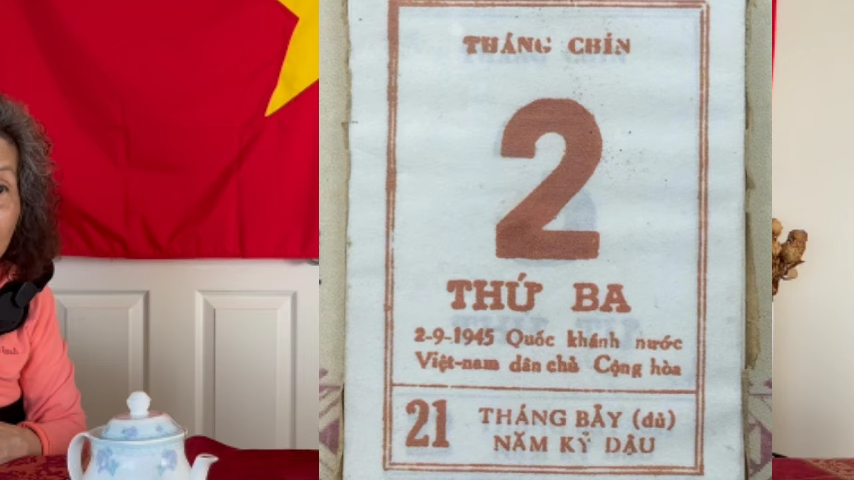 THÁNG CHÍN
2
THỨ BA
2-9-1945 Quốc khánh nước
Việt-nam dân chủ Cộng hòa
21
THÁNG BẨY (đủ)
NĂM KỶ DẬU